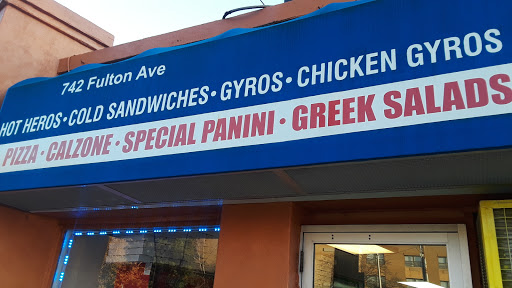 742 Fulton Ave
HOT HEROS · COLD SANDWICHES · GYROS · CHICKEN GYROS
PIZZA · CALZONE · SPECIAL PANINI · GREEK SALADS